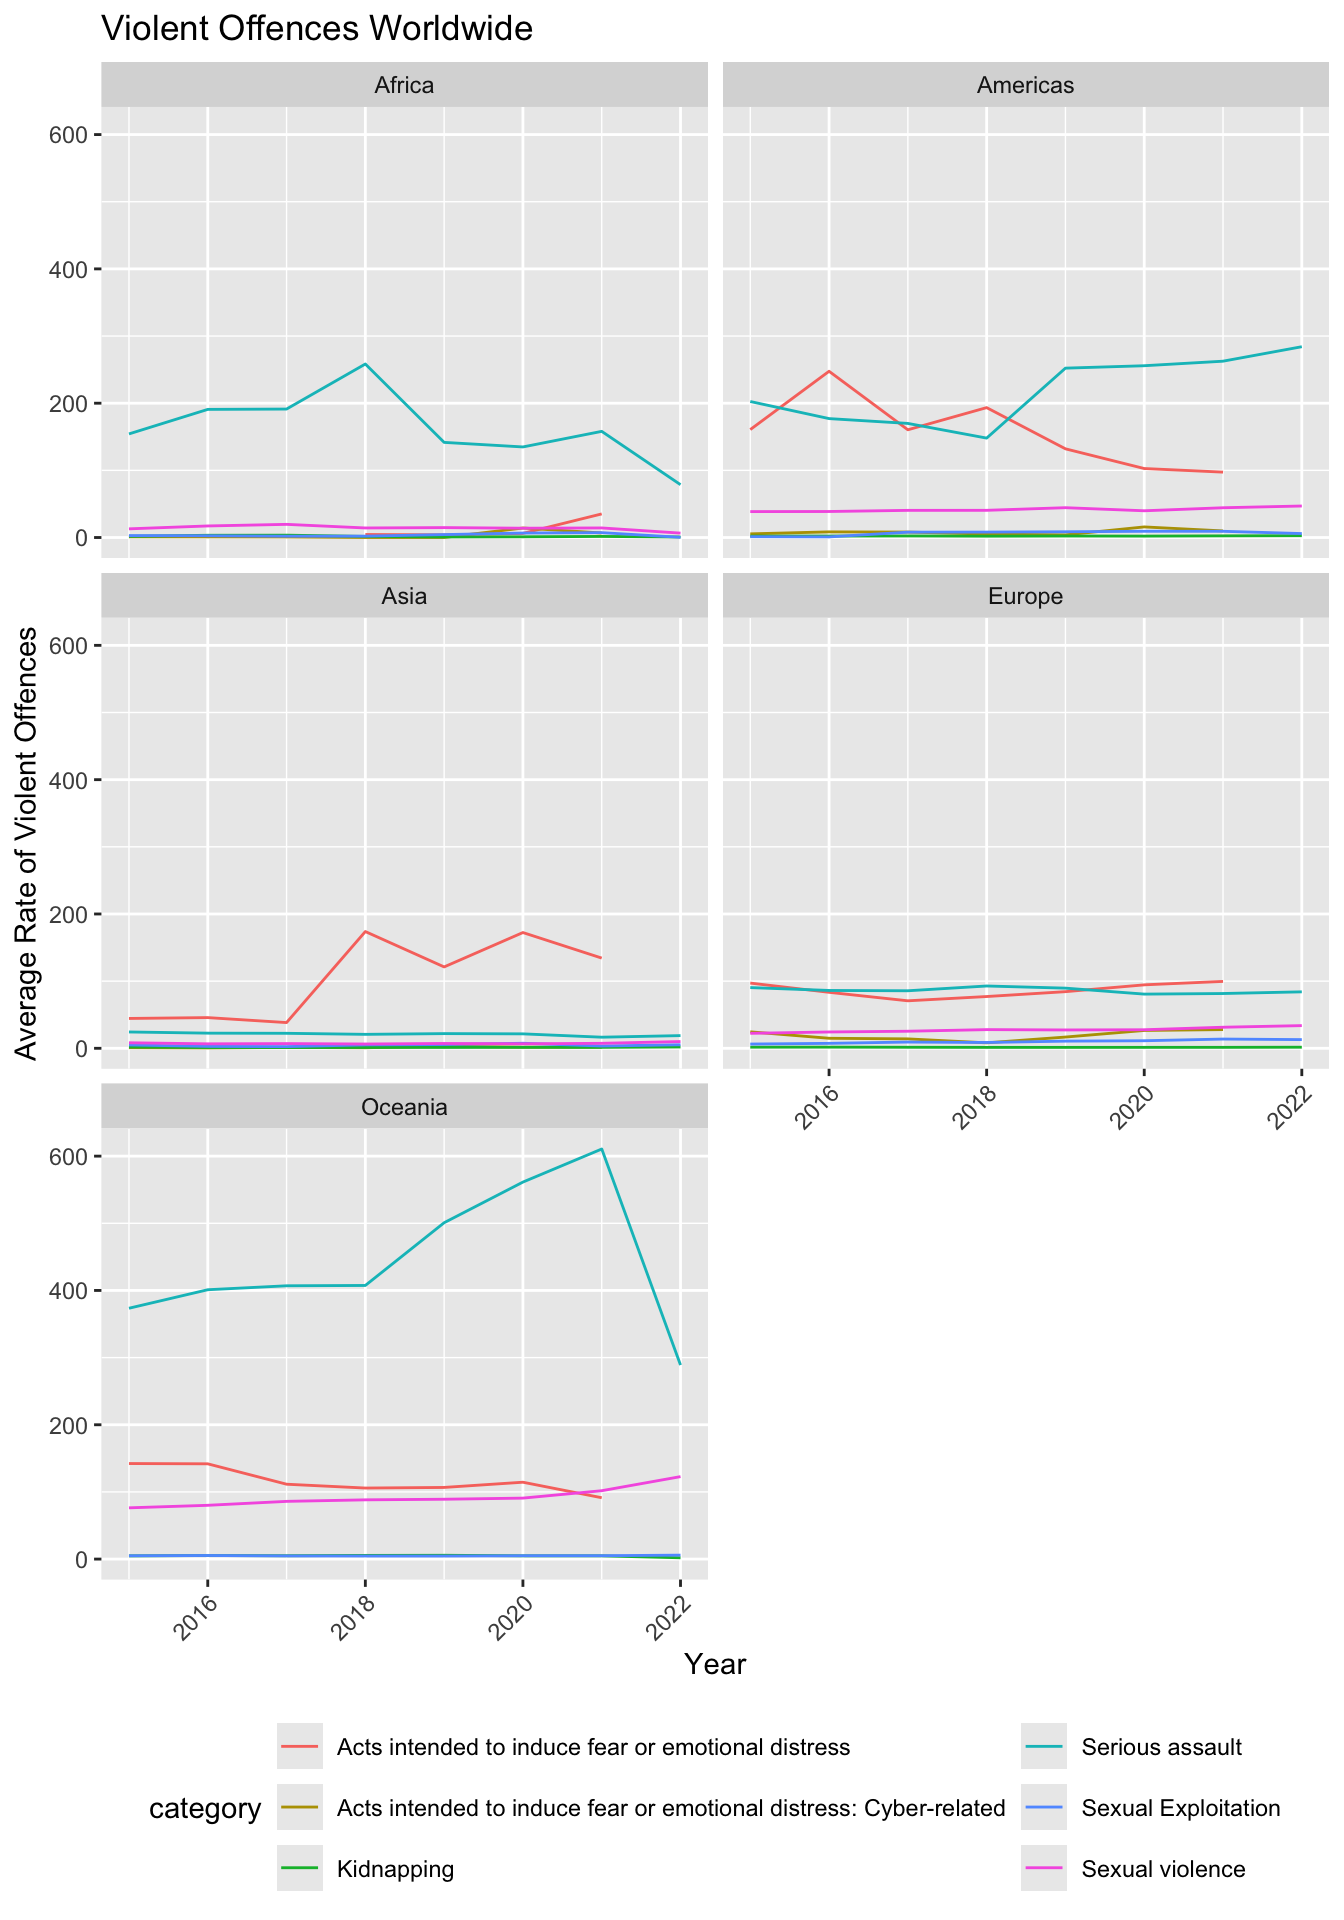 Violent Offences Worldwide
Africa
Americas
600
400
200
0
Asia
Europe
Average Rate of Violent Offences
600
400
200
0
2016
2018
2020
2022
Oceania
600
400
200
0
2016
2018
2020
2022
Year
category
Acts intended to induce fear or emotional distress
Acts intended to induce fear or emotional distress: Cyber-related
Kidnapping
Serious assault
Sexual Exploitation
Sexual violence